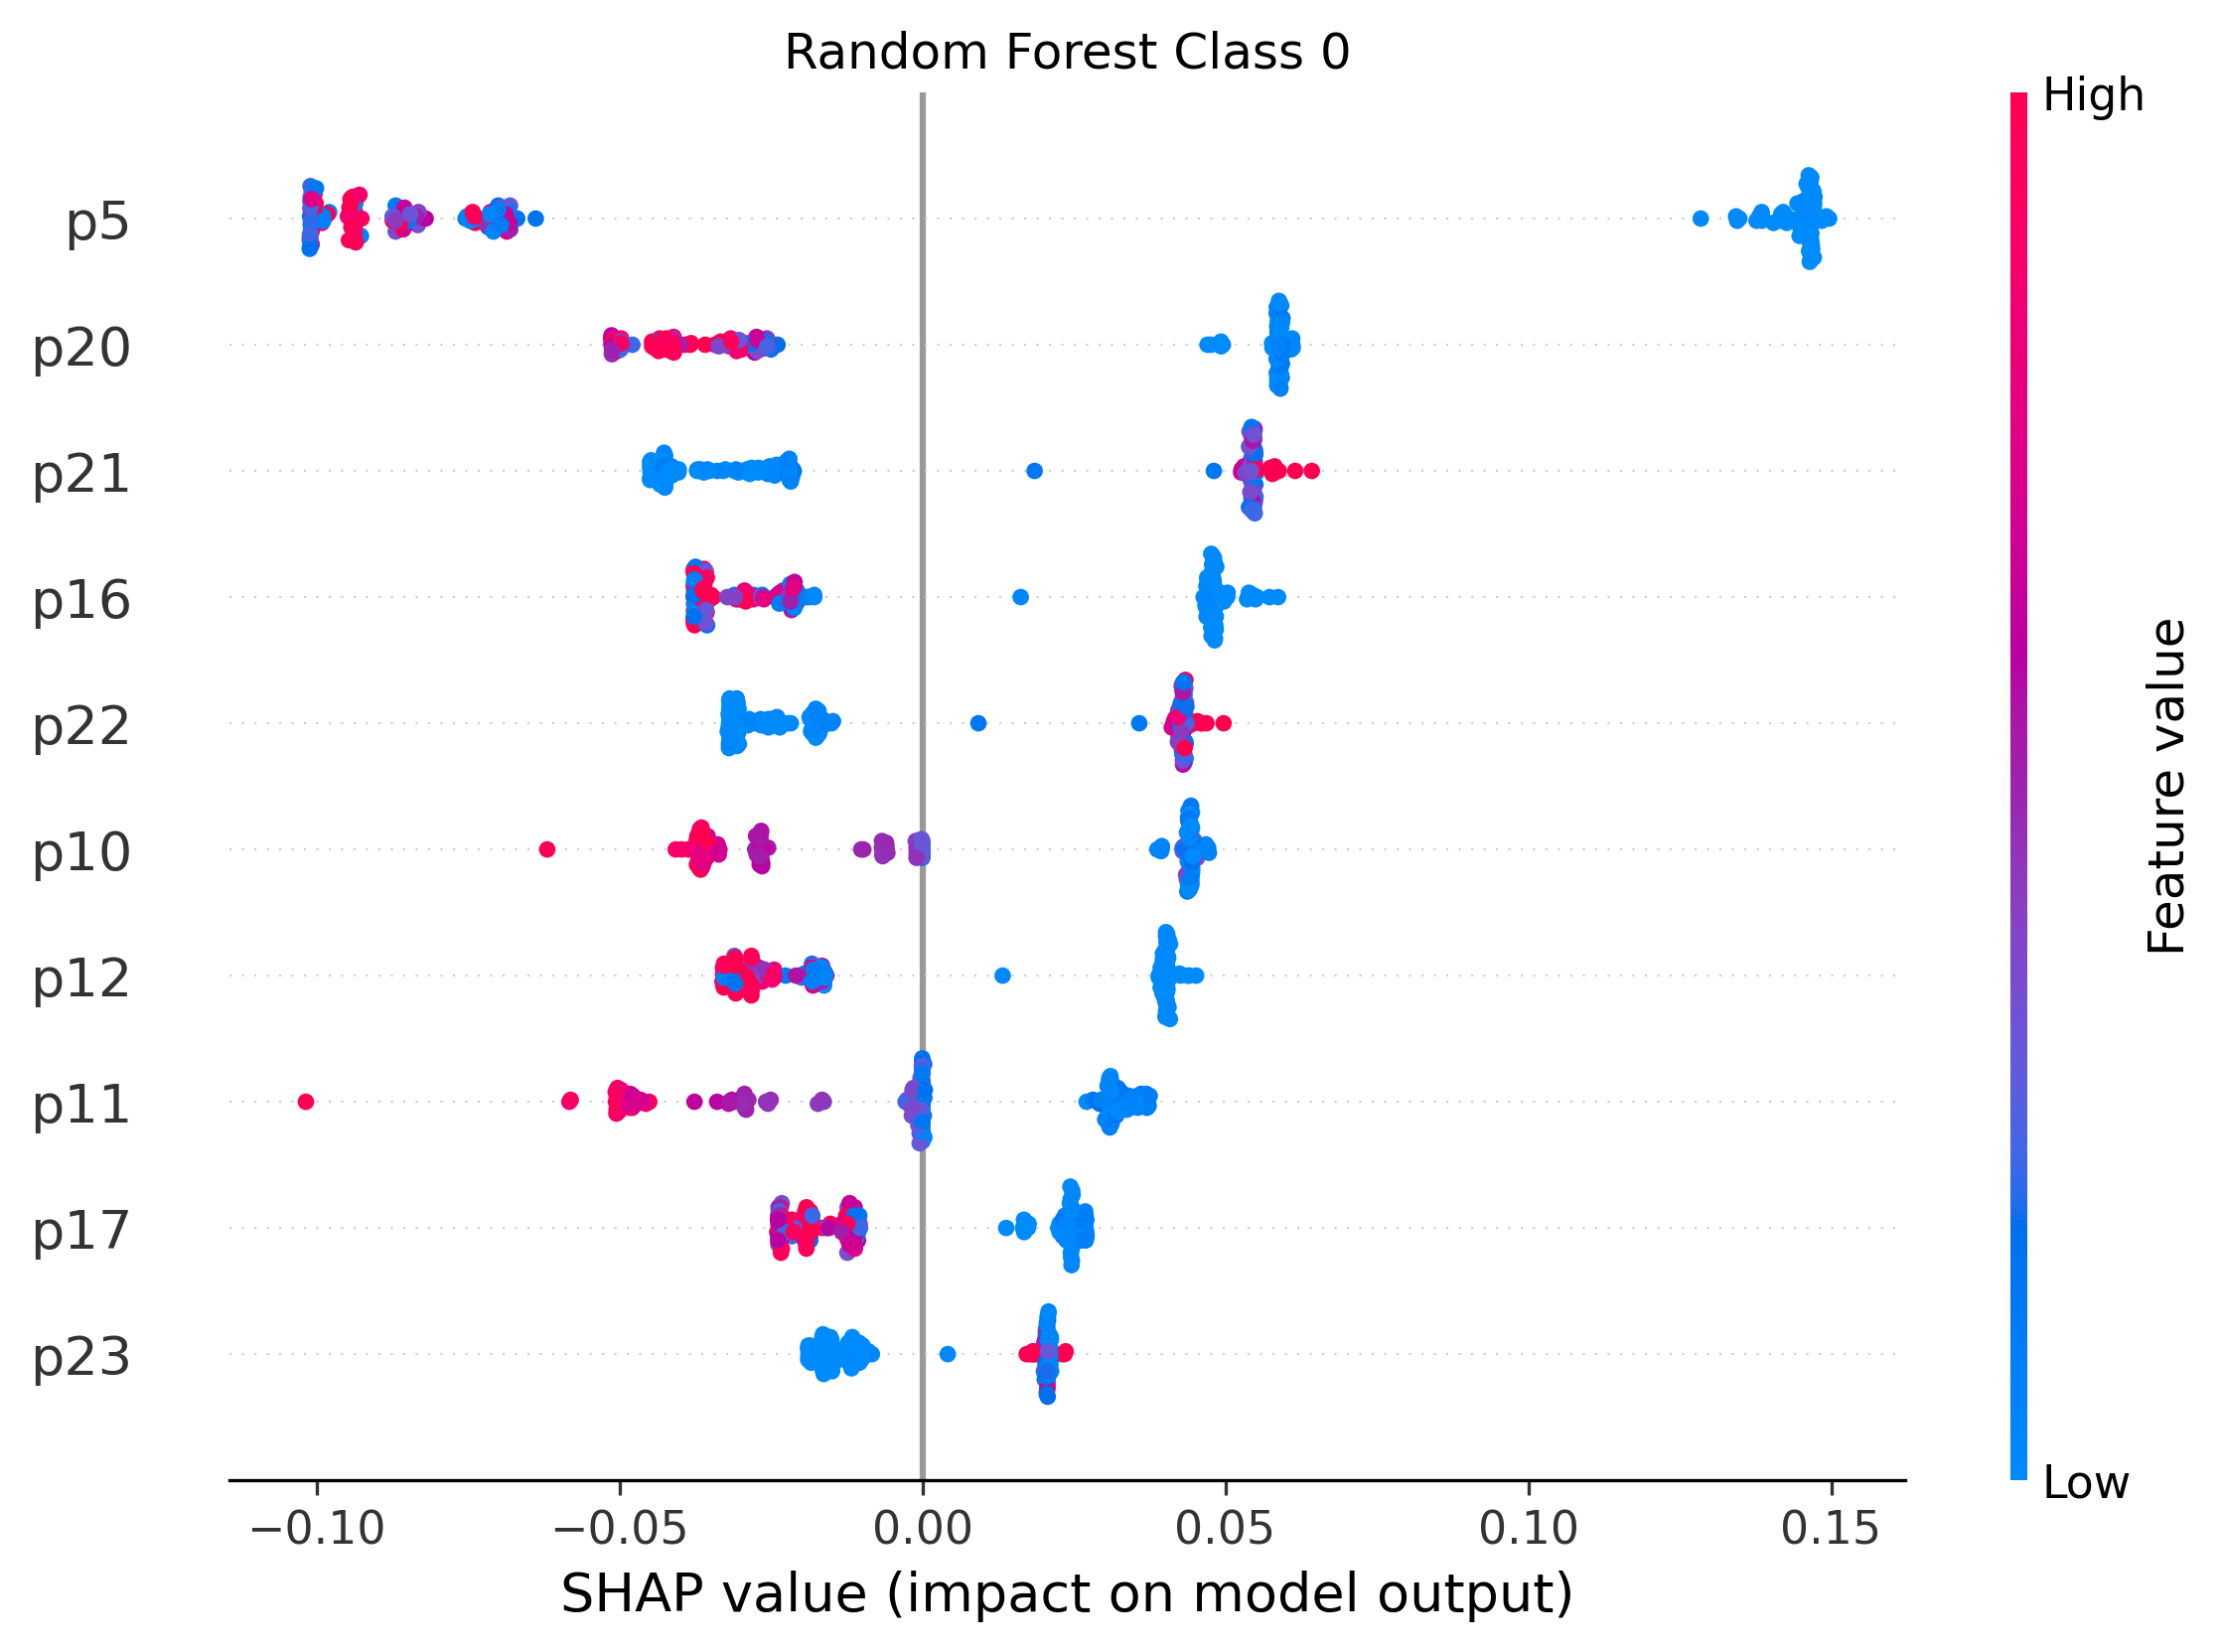 Random Forest Class 0
High
p5
p20
p21
p16
p22
p10
p12
p11
p17
p23
Feature value
Low
−0.10 −0.05 0.00 0.05 0.10 0.15
SHAP value (impact on model output)